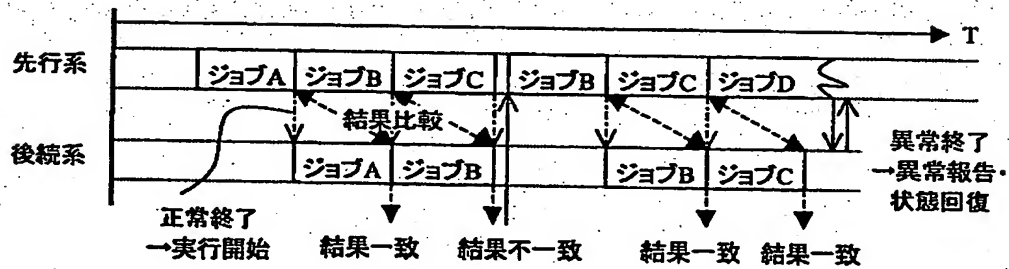 T
先行系
ジョブA ジョブB ジョブC ジョブB ジョブC ジョブD
結果比較
後続系
ジョブA ジョブB ジョブB ジョブC
異常終了
→異常報告・
状態回復
正常終了
→実行開始
結果一致 結果不一致 結果一致 結果一致